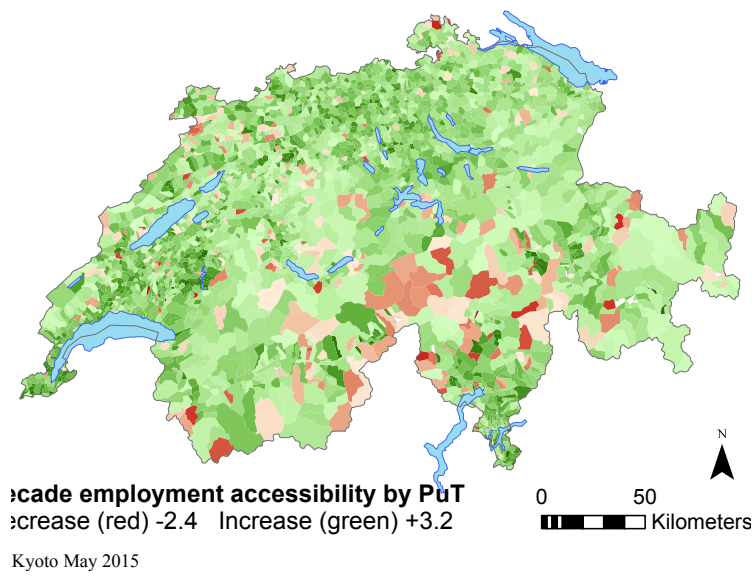 N
ecade employment accessibility by PuT
ecrease (red) -2.4 Increase (green) +3.2
0 50
Kilometers
Kyoto May 2015